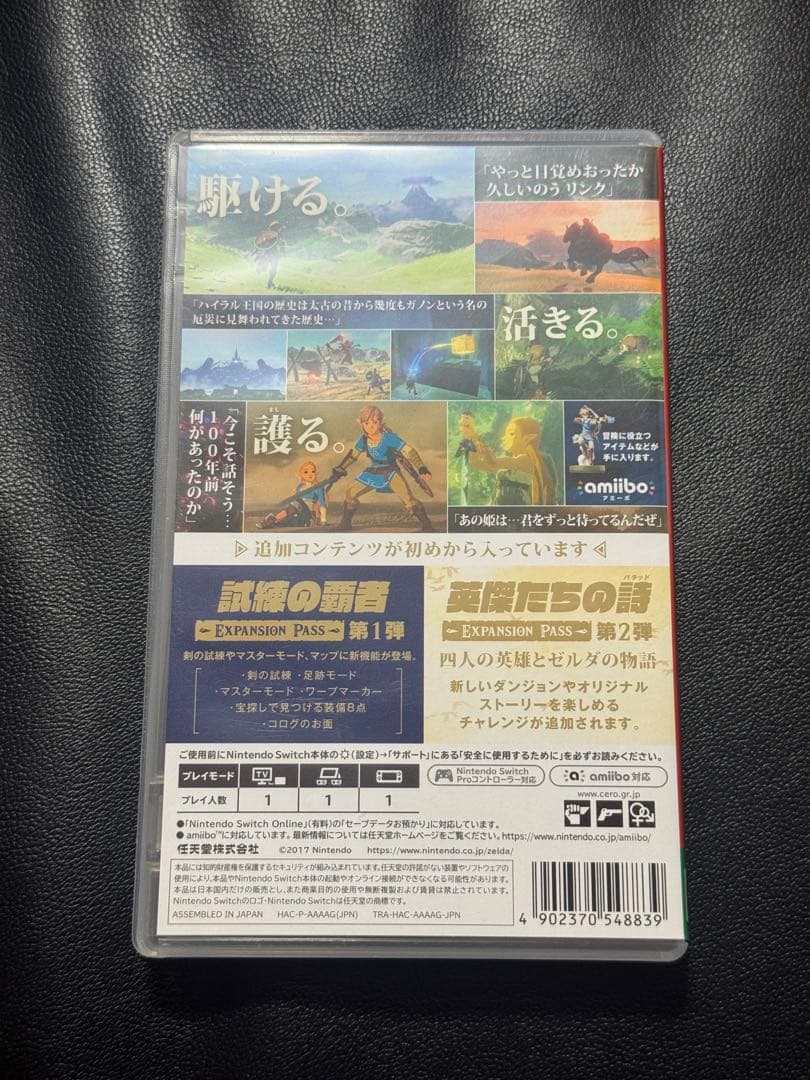 駆ける。
「やっと目覚めおったか
久しいのう リンク」
「ハイラル王国の歴史は太古の昔から幾度もガノンという名の
厄災に見舞われてきた歴史…」
活きる。
「今こそ話そう…
100年前
何があったのか」
まも
護る。
冒険に役立つ
アイテムなどが
手に入ります。
amiibo
アミーボ
「あの姫は…君をずっと待ってるんだぜ」
追加コンテンツが初めから入っています
試練の覇者
EXPANSION PASS 第1弾
剣の試練やマスターモード、マップに新機能が登場。
・剣の試練 ・足跡モード
・マスターモード ・ワープマーカー
・宝探しで見つける装備8点
・コログのお面
バラッド
英傑たちの詩
EXPANSION PASS 第2弾
四人の英雄とゼルダの物語
新しいダンジョンやオリジナル
ストーリーを楽しめる
チャレンジが追加されます。
ご使用前にNintendo Switch本体の(設定)→「サポート」にある「安全に使用するために」を必ずお読みください。
プレイモード TV
プレイ人数 1 1 1
Nintendo Switch
Proコントローラー対応
amiibo 対応
www.cero.gr.jp
●「Nintendo Switch Online」(有料)の「セーブデータお預かり」に対応しています。
● amiibo™に対応しています。最新情報については任天堂ホームページをご覧ください。https://www.nintendo.co.jp/amiibo/
任天堂株式会社 ©2017 Nintendo https://www.nintendo.co.jp/zelda/
本品には知的財産権を保護するセキュリティが組み込まれています。任天堂の許諾がない装置やソフトウェアの
使用により、本品やNintendo Switch本体の起動やオンライン接続ができなくなる可能性があります。
本品は日本国内だけの販売とし、また商業目的の使用や無断複製および賃貸は禁止されています。
Nintendo Switchのロゴ・Nintendo Switchは任天堂の商標です。
ASSEMBLED IN JAPAN HAC-P-AAAAG(JPN) TRA-HAC-AAAAG-JPN
4 902370 548839